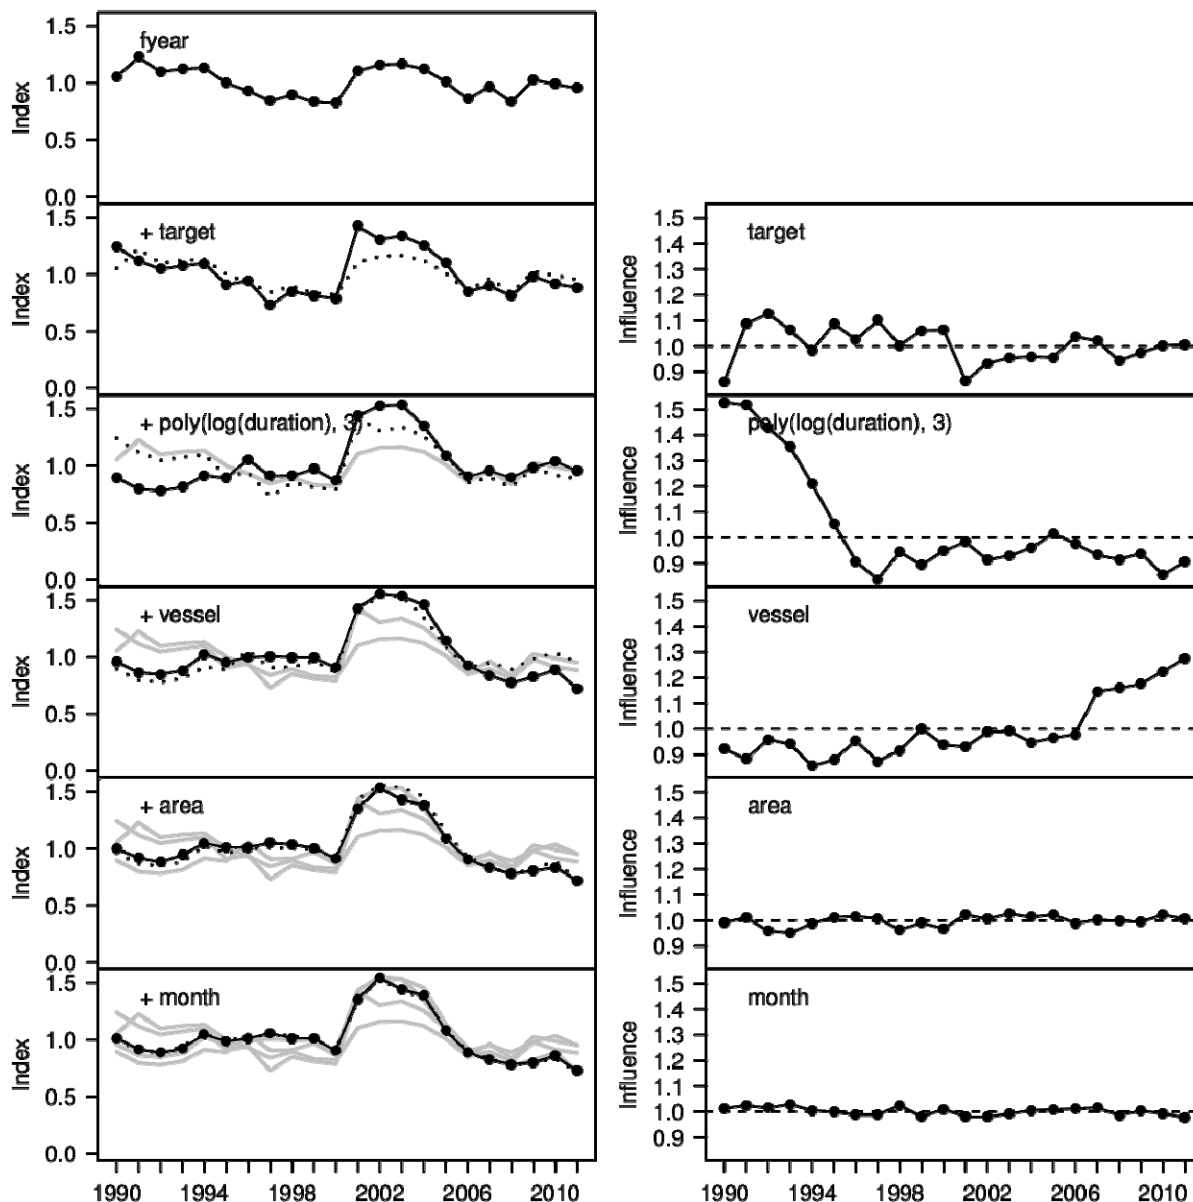 1.5
1.0
0.5
0.0
Index
fyear
1.5
1.0
0.5
0.0
Index
+ target
1.5
1.4
1.3
1.2
1.1
1.0
0.9
Influence
target
1.5
1.0
0.5
0.0
Index
+ poly(log(duration), 3)
1.5
1.4
1.3
1.2
1.1
1.0
0.9
Influence
poly(log(duration), 3)
1.5
1.0
0.5
0.0
Index
+ vessel
1.5
1.4
1.3
1.2
1.1
1.0
0.9
Influence
vessel
1.5
1.0
0.5
0.0
Index
+ area
1.5
1.4
1.3
1.2
1.1
1.0
0.9
Influence
area
1.5
1.0
0.5
0.0
Index
+ month
1.5
1.4
1.3
1.2
1.1
1.0
0.9
Influence
month
1990 1994 1998 2002 2006 2010
1990 1994 1998 2002 2006 2010